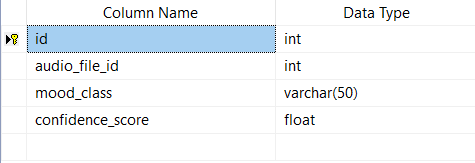 Column Name Data Type
id int
audio_file_id int
mood_class varchar(50)
confidence_score float